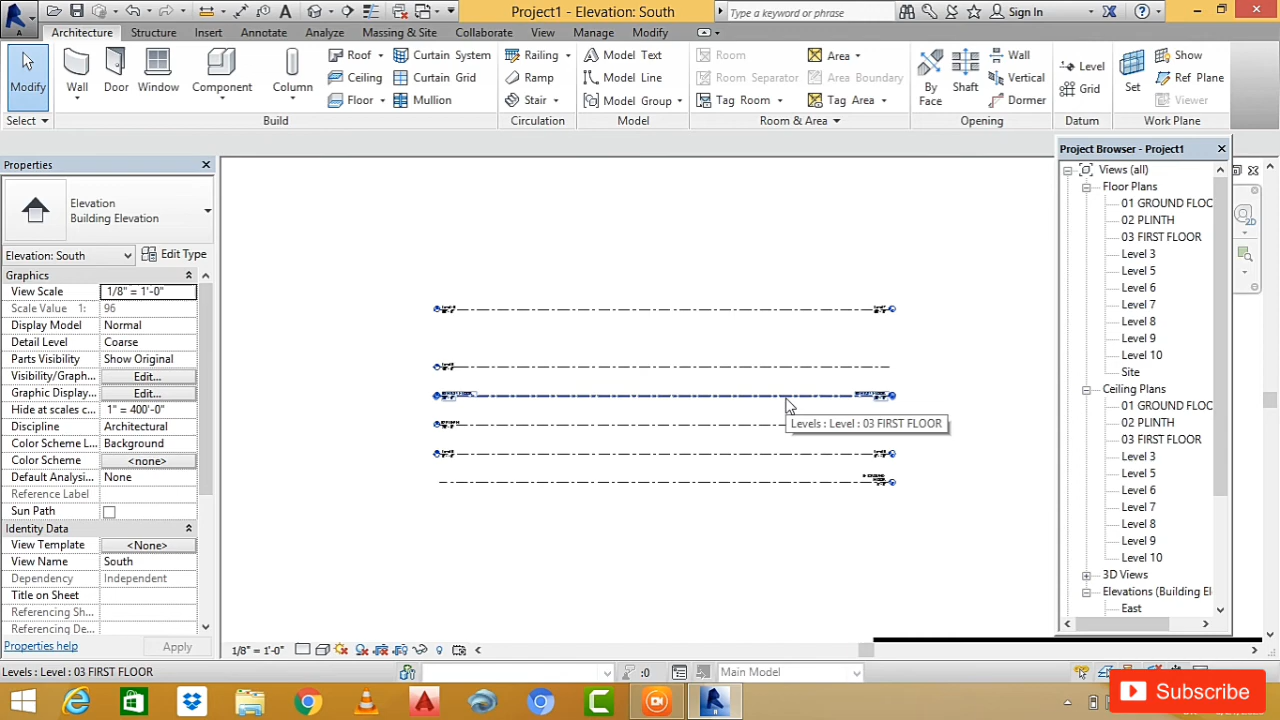 Project1 - Elevation: South
Type a keyword or phrase
Sign In
Architecture Structure Insert Annotate Analyze Massing & Site Collaborate View Manage Modify
Modify
Wall
Door
Window
Component
Column
Roof
Ceiling
Floor
Curtain System
Curtain Grid
Mullion
Railing
Ramp
Stair
Model Text
Model Line
Model Group
Room
Room Separator
Tag Room
Area
Area Boundary
Tag Area
By Face
Shaft
Wall
Vertical
Dormer
Level
Grid
Set
Show
Ref Plane
Viewer
Select
Build
Circulation
Model
Room & Area
Opening
Datum
Work Plane
Properties
Elevation
Building Elevation
Elevation: South
Edit Type
Graphics
View Scale 1/8" = 1'-0"
Scale Value 1: 96
Display Model Normal
Detail Level Coarse
Parts Visibility Show Original
Visibility/Graph... Edit...
Graphic Display... Edit...
Hide at scales c... 1" = 400'-0"
Discipline Architectural
Show Hidden Lines
Color Scheme L... Background
Color Scheme <none>
Default Analysi... None
Reference Label
Sun Path
Identity Data
View Template <None>
View Name South
Dependency Independent
Title on Sheet
Referencing Sh...
Referencing De...
Properties help
Apply
Levels : Level : 03 FIRST FLOOR
Project Browser - Project1
Views (all)
Floor Plans
01 GROUND FLOC
02 PLINTH
03 FIRST FLOOR
Level 3
Level 5
Level 6
Level 7
Level 8
Level 9
Level 10
Site
Ceiling Plans
01 GROUND FLOC
02 PLINTH
03 FIRST FLOOR
Level 3
Level 5
Level 6
Level 7
Level 8
Level 9
Level 10
3D Views
Elevations (Building El
East
1/8" = 1'-0"
Levels : Level : 03 FIRST FLOOR
:0
Main Model
Subscribe